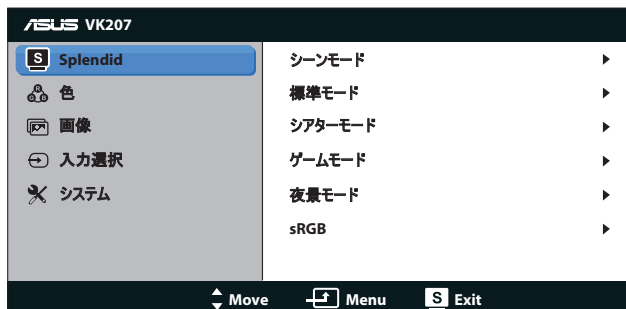 ASUS VK207
S Splendid
色
画像
入力選択
システム
シーンモード
標準モード
シアターモード
ゲームモード
夜景モード
sRGB
Move Menu S Exit